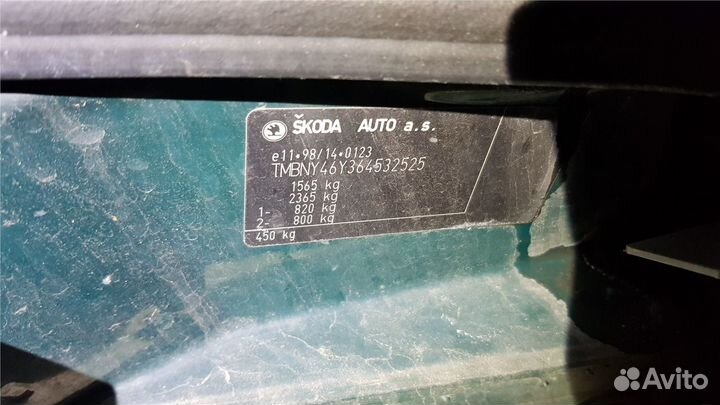 ŠKODA AUTO a.s.
e11*98/14*0123
TMBNY46Y364532525
1565 kg
2365 kg
1- 820 kg
2- 800 kg
450 kg
Avito